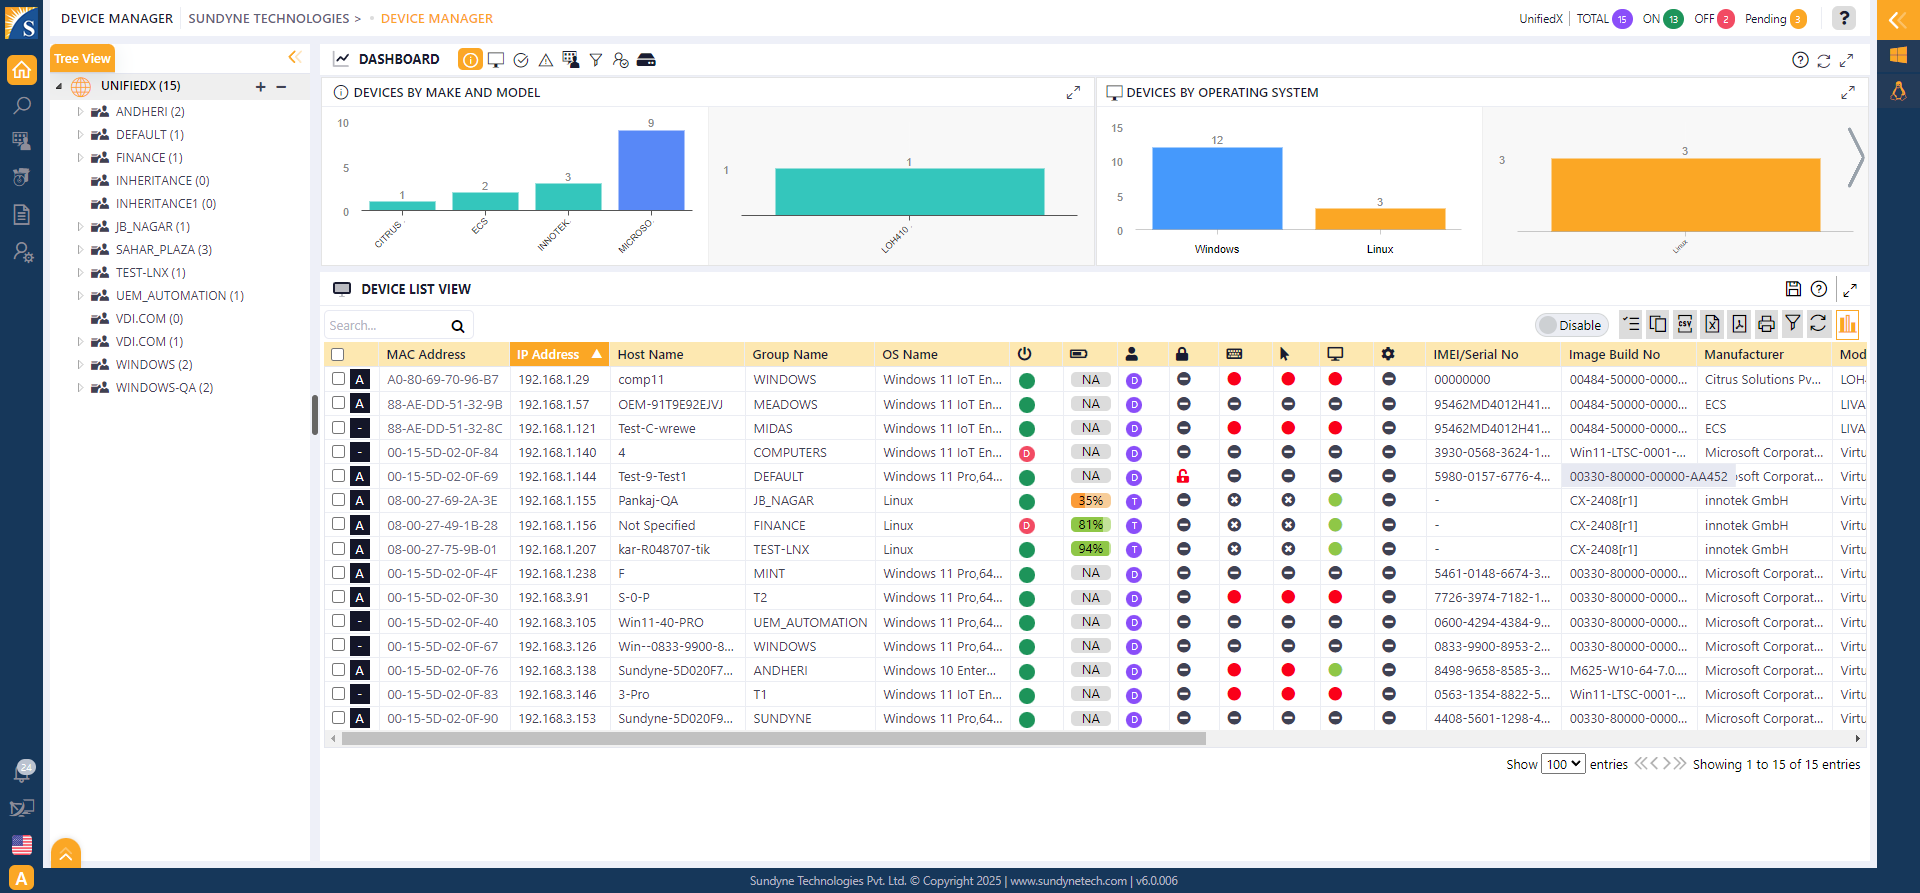 DEVICE MANAGER SUNDYNE TECHNOLOGIES > DEVICE MANAGER UnifiedX TOTAL 15 ON 13 OFF 2 Pending 3 ?
Tree View
UNIFIEDX (15) + −
ANDHERI (2)
DEFAULT (1)
FINANCE (1)
INHERITANCE (0)
INHERITANCE1 (0)
JB_NAGAR (1)
SAHAR_PLAZA (3)
TEST-LNX (1)
UEM_AUTOMATION (1)
VDI.COM (0)
VDI.COM (1)
WINDOWS (2)
WINDOWS-QA (2)
24
A
DASHBOARD
DEVICES BY MAKE AND MODEL
10
5
0
1
2
3
9
CITRUS..
ECS
INNOTEK.
MICROSO.
1
1
LOH410..
DEVICES BY OPERATING SYSTEM
15
10
5
0
12
3
Windows
Linux
3
3
Linux
DEVICE LIST VIEW
Search...
Disable
CSV
MAC Address IP Address Host Name Group Name OS Name IMEI/Serial No Image Build No Manufacturer Mod
A A0-80-69-70-96-B7 192.168.1.29 comp11 WINDOWS Windows 11 IoT En... NA D 00000000 00484-50000-0000... Citrus Solutions Pv... LOH
A 88-AE-DD-51-32-9B 192.168.1.57 OEM-91T9E92EJVJ MEADOWS Windows 11 IoT En... NA D 95462MD4012H41... 00484-50000-0000... ECS LIVA
- 88-AE-DD-51-32-8C 192.168.1.121 Test-C-wrewe MIDAS Windows 11 IoT En... NA D 95462MD4012H41... 00484-50000-0000... ECS LIVA
- 00-15-5D-02-0F-84 192.168.1.140 4 COMPUTERS Windows 11 IoT En... D NA D 3930-0568-3624-1... Win11-LTSC-0001-... Microsoft Corporat... Virtu
A 00-15-5D-02-0F-69 192.168.1.144 Test-9-Test1 DEFAULT Windows 11 Pro,64... NA D 5980-0157-6776-4... 00330-80000-00000-AA452 soft Corporat... Virtu
A 08-00-27-69-2A-3E 192.168.1.155 Pankaj-QA JB_NAGAR Linux 35% T - CX-2408[r1] innotek GmbH Virtu
A 08-00-27-49-1B-28 192.168.1.156 Not Specified FINANCE Linux D 81% T - CX-2408[r1] innotek GmbH Virtu
A 08-00-27-75-9B-01 192.168.1.207 kar-R048707-tik TEST-LNX Linux 94% T - CX-2408[r1] innotek GmbH Virtu
A 00-15-5D-02-0F-4F 192.168.1.238 F MINT Windows 11 Pro,64... NA D 5461-0148-6674-3... 00330-80000-0000... Microsoft Corporat... Virtu
A 00-15-5D-02-0F-30 192.168.3.91 S-0-P T2 Windows 11 Pro,64... NA D 7726-3974-7182-1... 00330-80000-0000... Microsoft Corporat... Virtu
- 00-15-5D-02-0F-40 192.168.3.105 Win11-40-PRO UEM_AUTOMATION Windows 11 Pro,64... NA D 0600-4294-4384-9... 00330-80000-0000... Microsoft Corporat... Virtu
- 00-15-5D-02-0F-67 192.168.3.126 Win--0833-9900-8... WINDOWS Windows 11 Pro,64... NA D 0833-9900-8953-2... 00330-80000-0000... Microsoft Corporat... Virtu
A 00-15-5D-02-0F-76 192.168.3.138 Sundyne-5D020F7... ANDHERI Windows 10 Enter... NA D 8498-9658-8585-3... M625-W10-64-7.0.... Microsoft Corporat... Virtu
- 00-15-5D-02-0F-83 192.168.3.146 3-Pro T1 Windows 11 IoT En... NA D 0563-1354-8822-5... Win11-LTSC-0001-... Microsoft Corporat... Virtu
A 00-15-5D-02-0F-90 192.168.3.153 Sundyne-5D020F9... SUNDYNE Windows 11 Pro,64... NA D 4408-5601-1298-4... 00330-80000-0000... Microsoft Corporat... Virtu
Show 100 entries Showing 1 to 15 of 15 entries
Sundyne Technologies Pvt. Ltd. © Copyright 2025 | www.sundynetech.com | v6.0.006